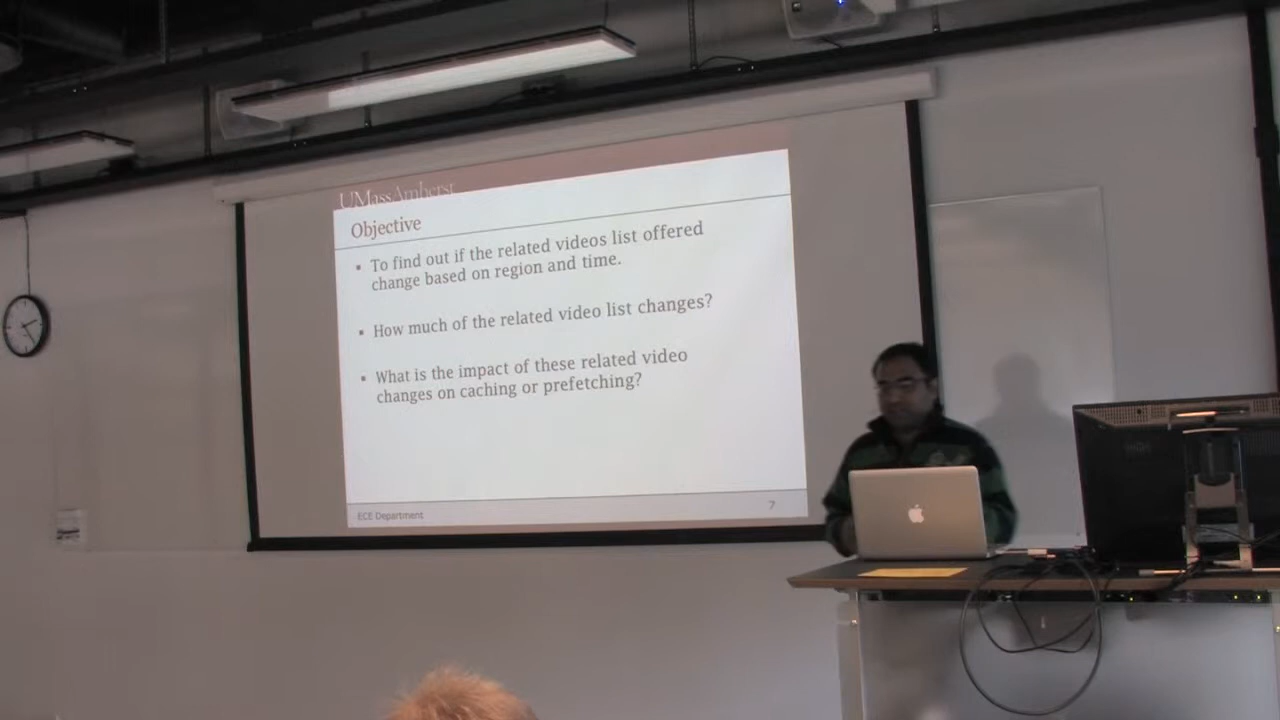 UMassAmherst
Objective
▪ To find out if the related videos list offered
change based on region and time.
▪ How much of the related video list changes?
▪ What is the impact of these related video
changes on caching or prefetching?
ECE Department
7